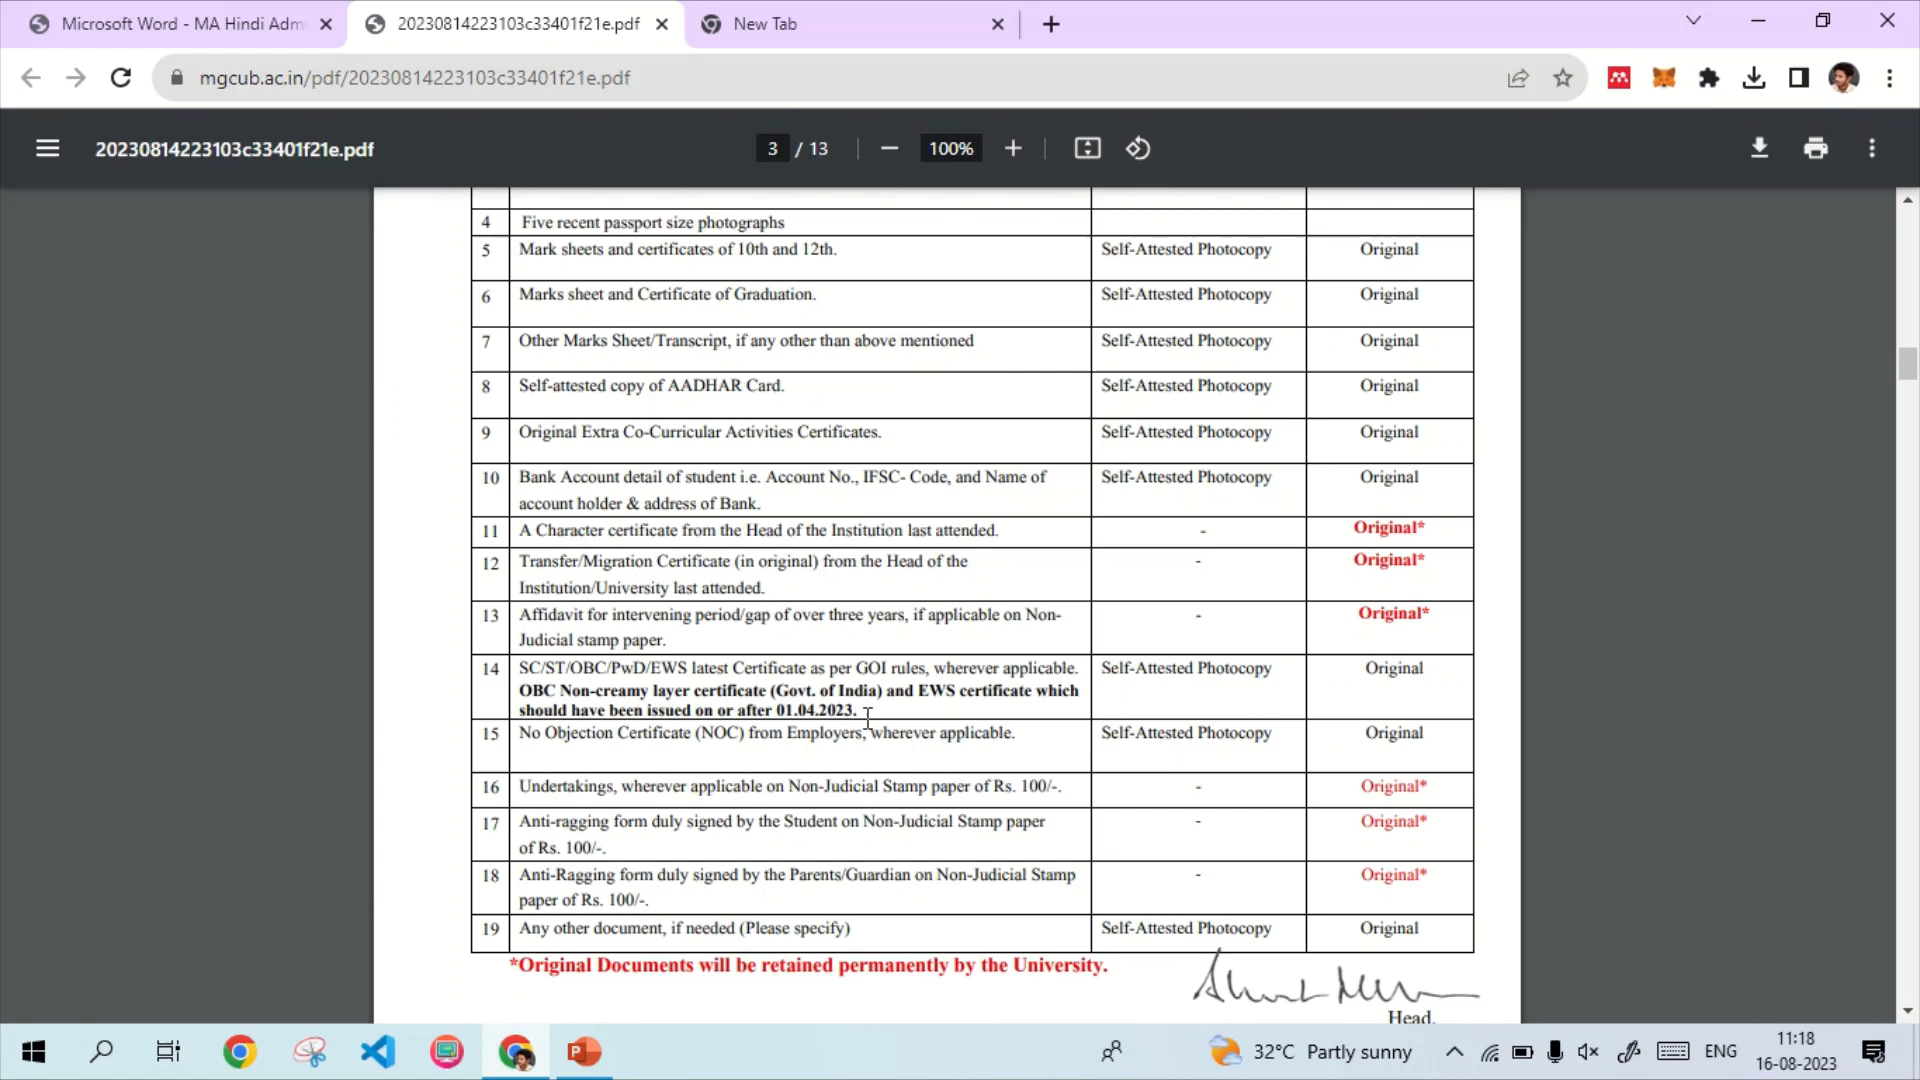 Microsoft Word - MA Hindi Adm
20230814223103c33401f21e.pdf
New Tab
mgcub.ac.in/pdf/20230814223103c33401f21e.pdf
20230814223103c33401f21e.pdf
3 / 13
100%
4 Five recent passport size photographs
5 Mark sheets and certificates of 10th and 12th. Self-Attested Photocopy Original
6 Marks sheet and Certificate of Graduation. Self-Attested Photocopy Original
7 Other Marks Sheet/Transcript, if any other than above mentioned Self-Attested Photocopy Original
8 Self-attested copy of AADHAR Card. Self-Attested Photocopy Original
9 Original Extra Co-Curricular Activities Certificates. Self-Attested Photocopy Original
10 Bank Account detail of student i.e. Account No., IFSC- Code, and Name of Self-Attested Photocopy Original
account holder & address of Bank.
11 A Character certificate from the Head of the Institution last attended. - Original*
12 Transfer/Migration Certificate (in original) from the Head of the - Original*
Institution/University last attended.
13 Affidavit for intervening period/gap of over three years, if applicable on Non- - Original*
Judicial stamp paper.
14 SC/ST/OBC/PwD/EWS latest Certificate as per GOI rules, wherever applicable. Self-Attested Photocopy Original
OBC Non-creamy layer certificate (Govt. of India) and EWS certificate which
should have been issued on or after 01.04.2023.
15 No Objection Certificate (NOC) from Employers, wherever applicable. Self-Attested Photocopy Original
16 Undertakings, wherever applicable on Non-Judicial Stamp paper of Rs. 100/-. - Original*
17 Anti-ragging form duly signed by the Student on Non-Judicial Stamp paper - Original*
of Rs. 100/-.
18 Anti-Ragging form duly signed by the Parents/Guardian on Non-Judicial Stamp - Original*
paper of Rs. 100/-.
19 Any other document, if needed (Please specify) Self-Attested Photocopy Original
*Original Documents will be retained permanently by the University.
Head,
32°C Partly sunny
ENG
11:18
16-08-2023